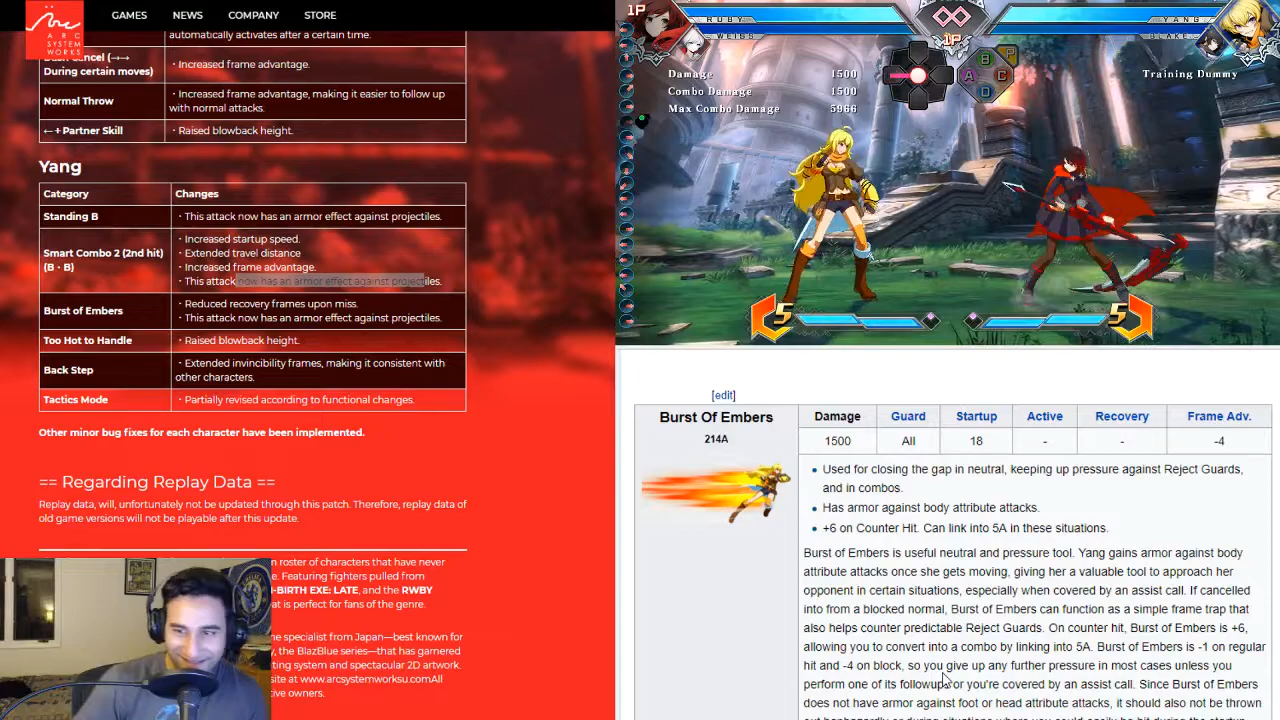 ARC
SYSTEM
WORKS
GAMES NEWS COMPANY STORE
automatically activates after a certain time.
During certain moves)
・Increased frame advantage.
Normal Throw
・Increased frame advantage, making it easier to follow up
with normal attacks.
←+ Partner Skill
・Raised blowback height.
Yang
Category
Changes
Standing B
・This attack now has an armor effect against projectiles.
Smart Combo 2 (2nd hit)
(B・B)
・Increased startup speed.
・Extended travel distance
・Increased frame advantage.
・This attack now has an armor effect against projectiles.
Burst of Embers
・Reduced recovery frames upon miss.
・This attack now has an armor effect against projectiles.
Too Hot to Handle
・Raised blowback height.
Back Step
・Extended invincibility frames, making it consistent with
other characters.
Tactics Mode
・Partially revised according to functional changes.
Other minor bug fixes for each character have been implemented.
== Regarding Replay Data ==
Replay data, will, unfortunately not be updated through this patch. Therefore, replay data of
old game versions will not be playable after this update.
roster of characters that have never
Featuring fighters pulled from
-BIRTH EXE: LATE, and the RWBY
at is perfect for fans of the genre.
specialist from Japan—best known for
the BlazBlue series—that has garnered
ting system and spectacular 2D artwork.
site at www.arcsystemworksu.comAll
tive owners.
1P
RUBY
WEISS
YANG
BLAKE
1P
Damage 1500
Combo Damage 1500
Max Combo Damage 5966
A B C D P
Training Dummy
5
5
[edit]
Burst Of Embers
214A
Damage Guard Startup Active Recovery Frame Adv.
1500 All 18 - - -4
• Used for closing the gap in neutral, keeping up pressure against Reject Guards,
and in combos.
• Has armor against body attribute attacks.
• +6 on Counter Hit. Can link into 5A in these situations.
Burst of Embers is useful neutral and pressure tool. Yang gains armor against body
attribute attacks once she gets moving, giving her a valuable tool to approach her
opponent in certain situations, especially when covered by an assist call. If cancelled
into from a blocked normal, Burst of Embers can function as a simple frame trap that
also helps counter predictable Reject Guards. On counter hit, Burst of Embers is +6,
allowing you to convert into a combo by linking into 5A. Burst of Embers is -1 on regular
hit and -4 on block, so you give up any further pressure in most cases unless you
perform one of its followups or you're covered by an assist call. Since Burst of Embers
does not have armor against foot or head attribute attacks, it should also not be thrown